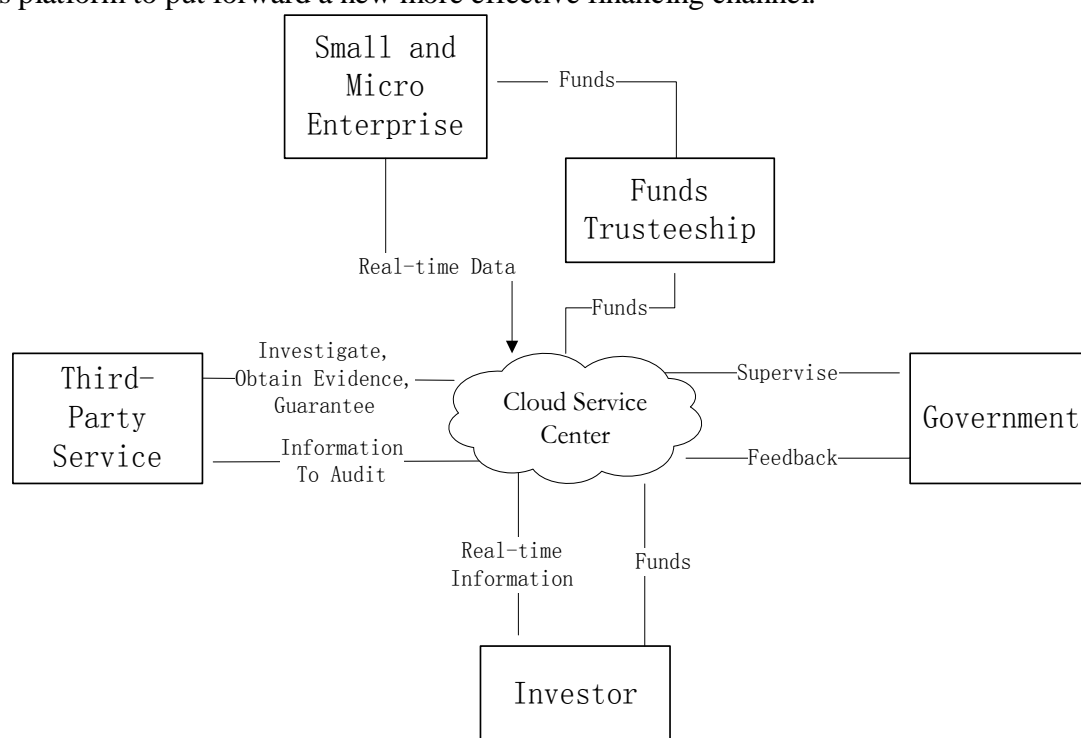 s platform to put forward a new more effective financing channel.
Small and
Micro
Enterprise
Funds
Funds
Trusteeship
Real-time Data
Funds
Third-
Party
Service
Investigate,
Obtain Evidence,
Guarantee
Information
To Audit
Cloud Service
Center
Supervise
Feedback
Government
Real-time
Information
Funds
Investor